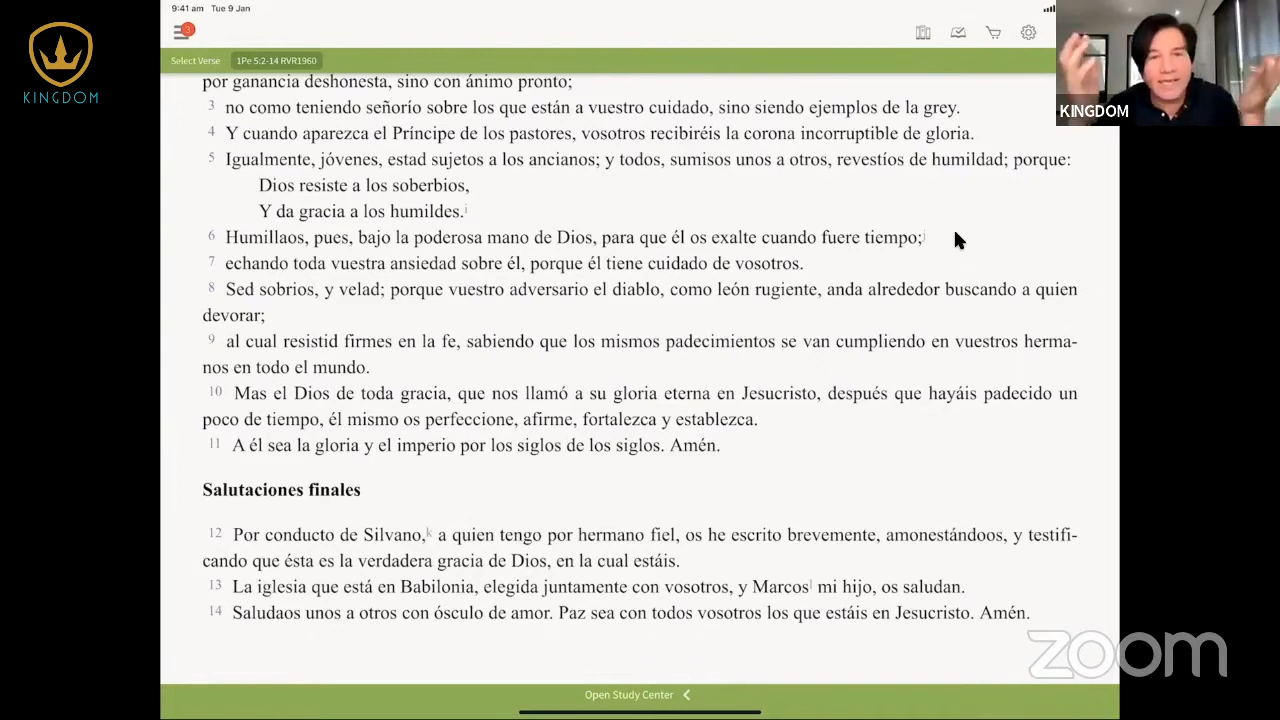 9:41 am Tue 9 Jan
3
KINGDOM
Select Verse 1Pe 5:2-14 RVR1960
KINGDOM
por ganancia deshonesta, sino con ánimo pronto;
3 no como teniendo señorío sobre los que están a vuestro cuidado, sino siendo ejemplos de la grey.
4 Y cuando aparezca el Príncipe de los pastores, vosotros recibiréis la corona incorruptible de gloria.
5 Igualmente, jóvenes, estad sujetos a los ancianos; y todos, sumisos unos a otros, revestíos de humildad; porque:
Dios resiste a los soberbios,
Y da gracia a los humildes.i
6 Humillaos, pues, bajo la poderosa mano de Dios, para que él os exalte cuando fuere tiempo;j
7 echando toda vuestra ansiedad sobre él, porque él tiene cuidado de vosotros.
8 Sed sobrios, y velad; porque vuestro adversario el diablo, como león rugiente, anda alrededor buscando a quien
devorar;
9 al cual resistid firmes en la fe, sabiendo que los mismos padecimientos se van cumpliendo en vuestros herma-
nos en todo el mundo.
10 Mas el Dios de toda gracia, que nos llamó a su gloria eterna en Jesucristo, después que hayáis padecido un
poco de tiempo, él mismo os perfeccione, afirme, fortalezca y establezca.
11 A él sea la gloria y el imperio por los siglos de los siglos. Amén.
Salutaciones finales
12 Por conducto de Silvano,k a quien tengo por hermano fiel, os he escrito brevemente, amonestándoos, y testifi-
cando que ésta es la verdadera gracia de Dios, en la cual estáis.
13 La iglesia que está en Babilonia, elegida juntamente con vosotros, y Marcosl mi hijo, os saludan.
14 Saludaos unos a otros con ósculo de amor. Paz sea con todos vosotros los que estáis en Jesucristo. Amén.
zoom
Open Study Center